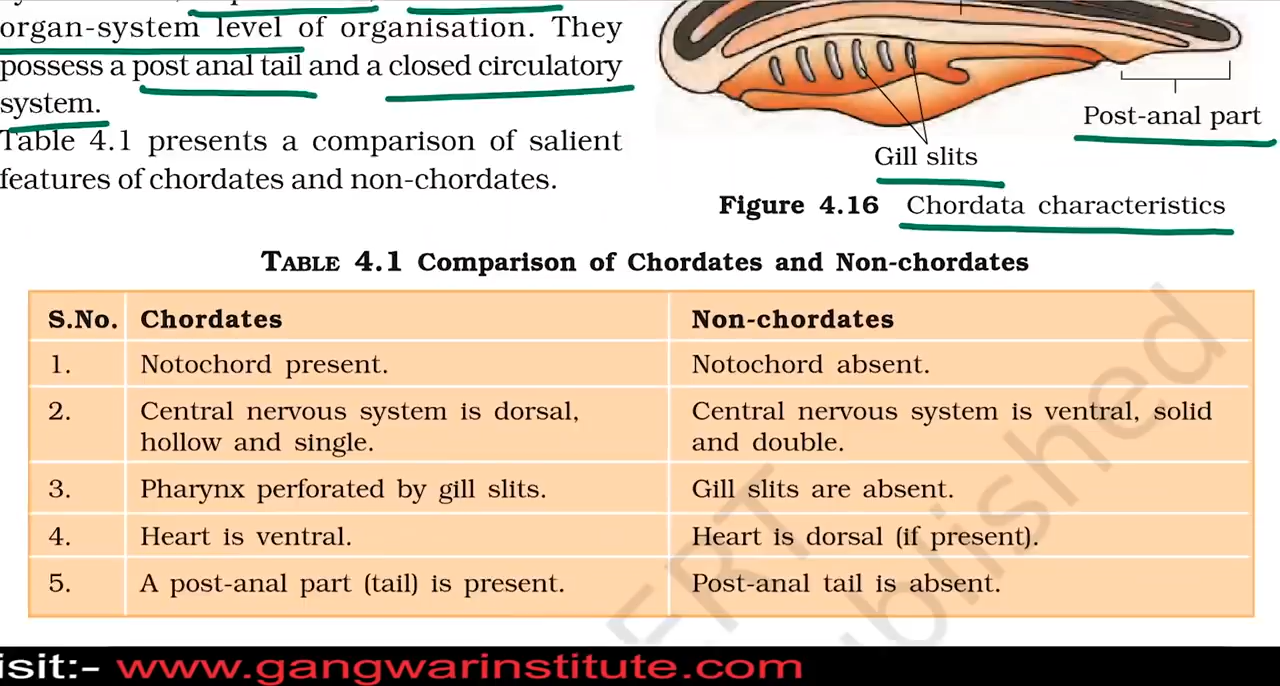 organ-system level of organisation. They
possess a post anal tail and a closed circulatory
system.
Table 4.1 presents a comparison of salient
features of chordates and non-chordates.
Post-anal part
Gill slits
Figure 4.16 Chordata characteristics
TABLE 4.1 Comparison of Chordates and Non-chordates
S.No. Chordates Non-chordates
1. Notochord present. Notochord absent.
2. Central nervous system is dorsal, Central nervous system is ventral, solid
hollow and single. and double.
3. Pharynx perforated by gill slits. Gill slits are absent.
4. Heart is ventral. Heart is dorsal (if present).
5. A post-anal part (tail) is present. Post-anal tail is absent.
isit:- www.gangwarinstitute.com